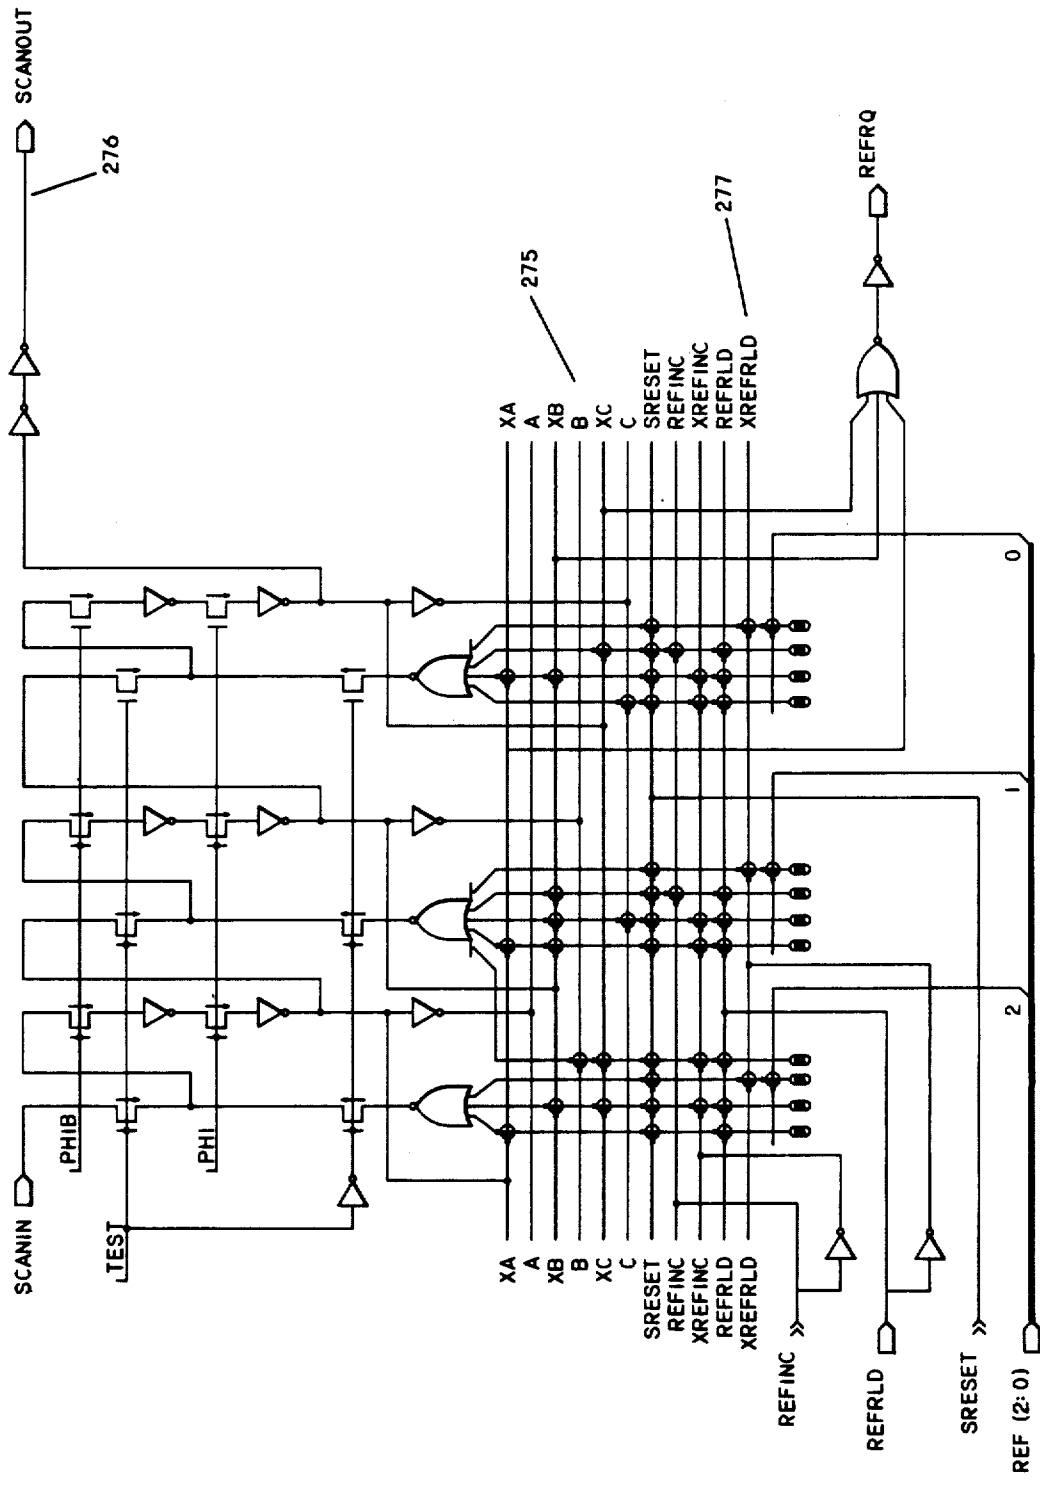 SCANOUT
276
SCANIN
PHIB
TEST
PHI
REFRQ
277
275
XA
A
XB
B
XC
C
SRESET
REFINC
XREFINC
REFRLD
XREFRLD
XA
A
XB
B
XC
C
SRESET
REFINC
XREFINC
REFRLD
XREFRLD
0
1
2
REFINC
REFRLD
SRESET
REF (2:0)